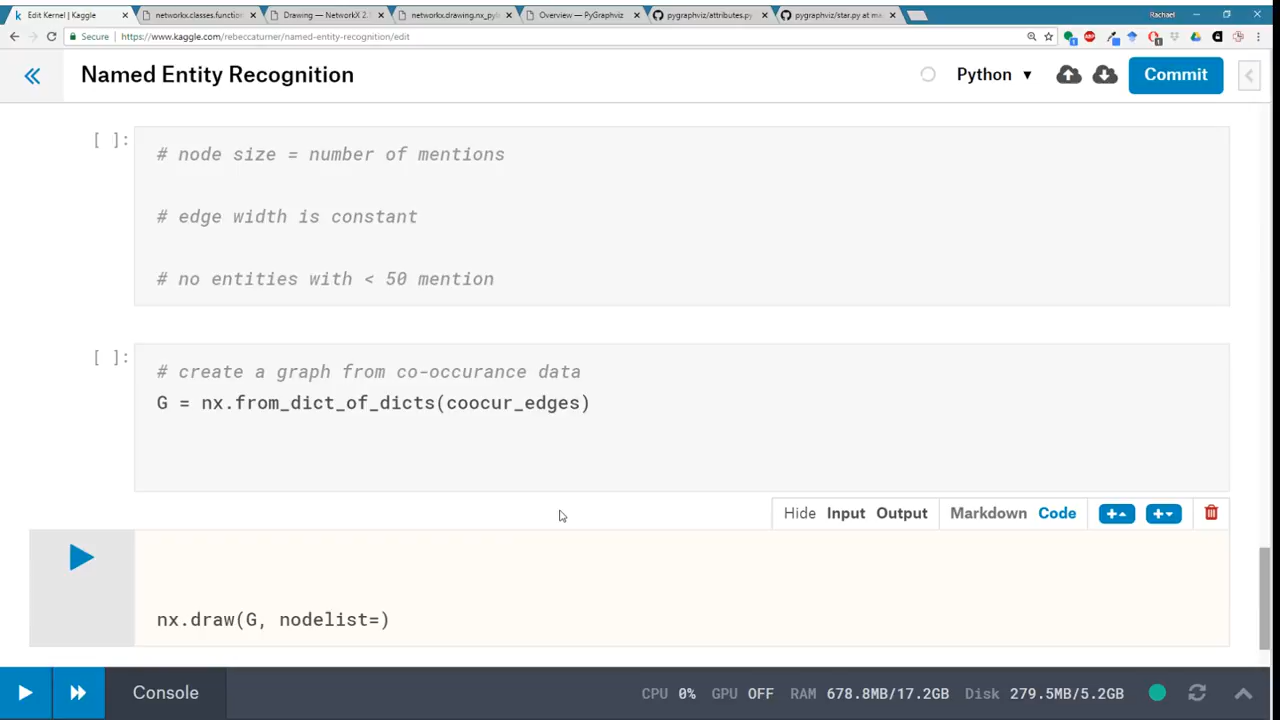 Edit Kernel | Kaggle
networkx.classes.function
Drawing — NetworkX 2.
networkx.drawing.nx_pyl
Overview — PyGraphviz
pygraphviz/attributes.py
pygraphviz/star.py at ma
Rachael
Secure
https://www.kaggle.com/rebeccaturner/named-entity-recognition/edit
Named Entity Recognition
Python
Commit
[ ]:
# node size = number of mentions
# edge width is constant
# no entities with < 50 mention
[ ]:
# create a graph from co-occurance data
G = nx.from_dict_of_dicts(coocur_edges)
Hide Input Output Markdown Code
nx.draw(G, nodelist=)
Console
CPU 0% GPU OFF RAM 678.8MB/17.2GB Disk 279.5MB/5.2GB